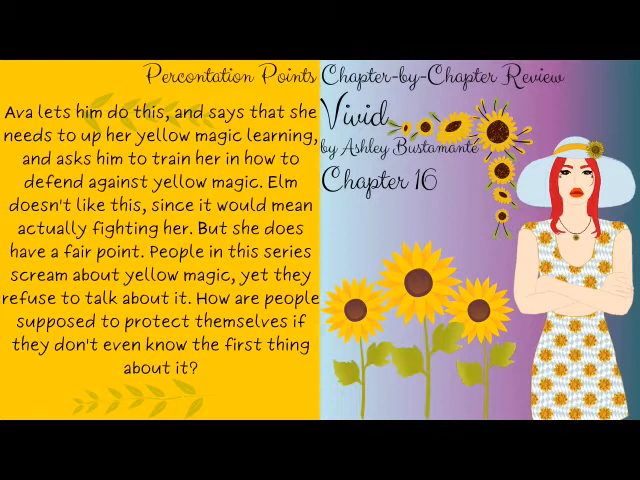 Percontation Points Chapter-by-Chapter Review
Ava lets him do this, and says that she
needs to up her yellow magic learning,
and asks him to train her in how to
defend against yellow magic. Elm
doesn't like this, since it would mean
actually fighting her. But she does
have a fair point. People in this series
scream about yellow magic, yet they
refuse to talk about it. How are people
supposed to protect themselves if
they don't even know the first thing
about it?
Vivid
by Ashley Bustamante
Chapter 16